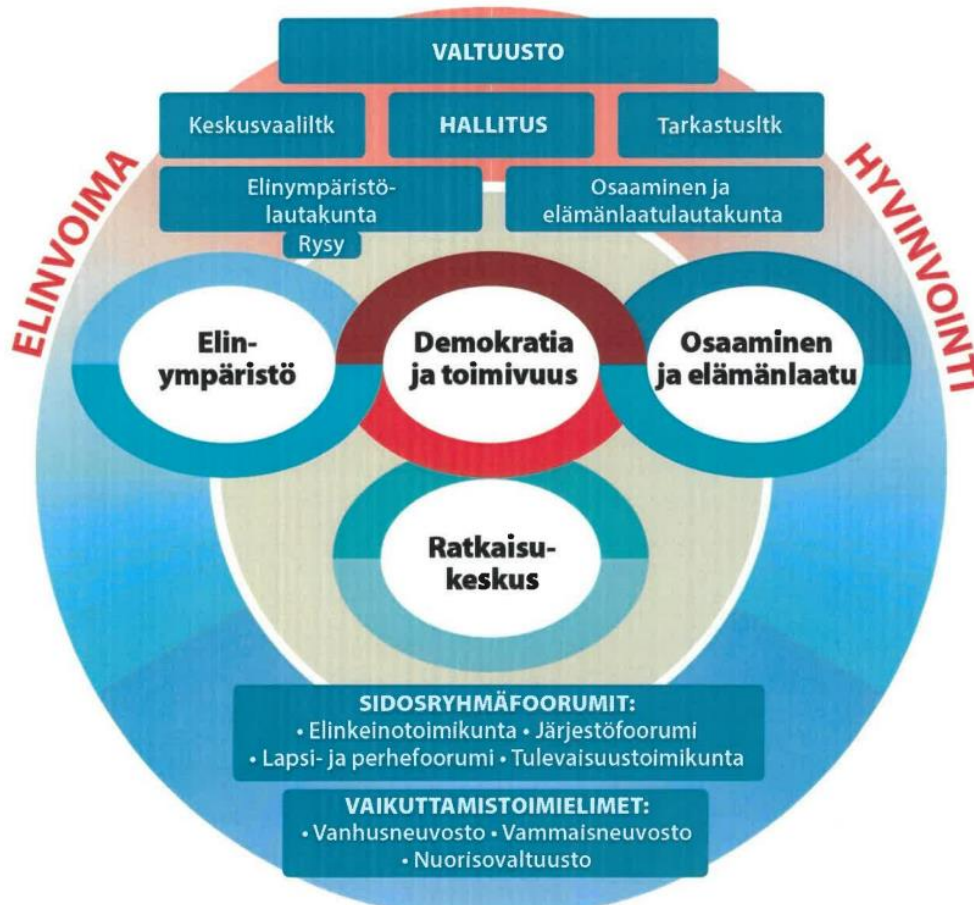 VALTUUSTO
Keskusvaaliltk
HALLITUS
Tarkastusltk
Elinympäristö-
lautakunta
Osaaminen ja
elämänlaatulautakunta
Rysy
ELINVOIMA
HYVINVOINTI
Elin-
ympäristö
Demokratia
ja toimivuus
Osaaminen
ja elämänlaatu
Ratkaisu-
keskus
SIDOSRYHMÄFOORUMIT:
• Elinkeinotoimikunta • Järjestöfoorumi
• Lapsi- ja perhefoorumi • Tulevaisuustoimikunta
VAIKUTTAMISTOIMIELIMET:
• Vanhusneuvosto • Vammaisneuvosto
• Nuorisovaltuusto